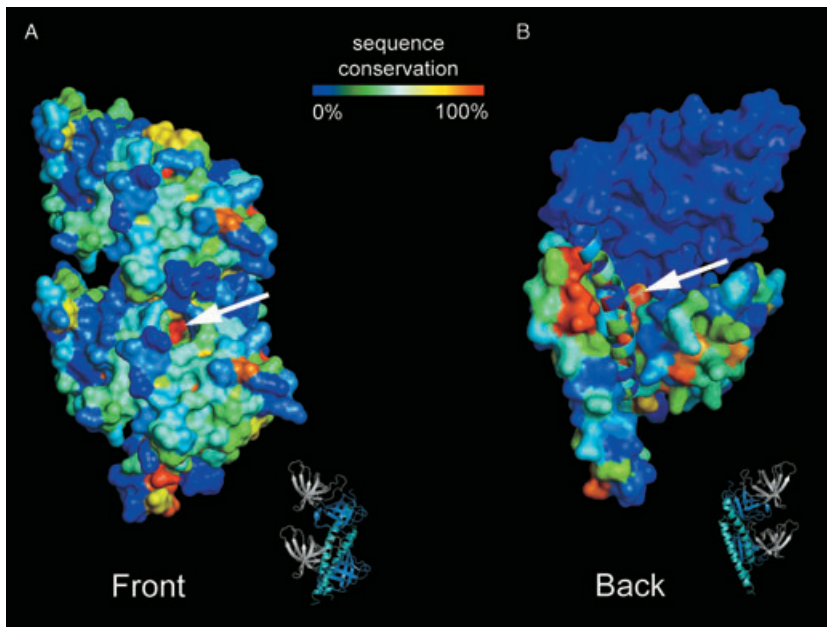 A
B
sequence
conservation
0%
100%
Front
Back